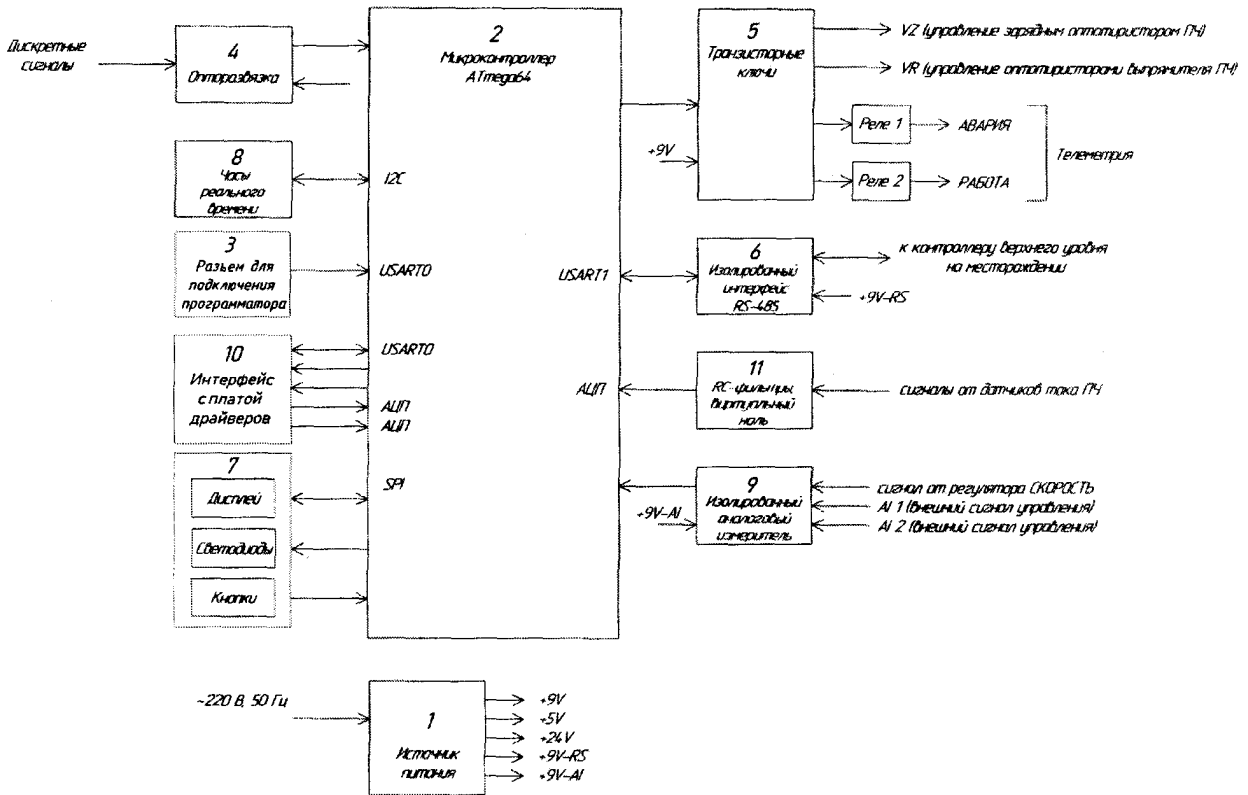 Дискретные
сигналы
4
Опторазвязка
8
Часы
реального
времени
3
Разъем для
подключения
программатора
10
Интерфейс
с платой
драйверов
7
Дисплей
Светодиоды
Кнопки
2
Микроконтроллер
ATmega64
I2C
USART0
USART0
АЦП
АЦП
SPI
USART1
АЦП
5
Транзисторные
ключи
+9V
VZ (управление зарядным оптотиристором ПЧ)
VR (управление оптотиристорами выпрямителя ПЧ)
Реле 1
АВАРИЯ
Реле 2
РАБОТА
Телеметрия
6
Изолированный
интерфейс
RS-485
к контроллеру верхнего уровня
на месторождении
+9V-RS
11
RC-фильтры,
виртуальный
ноль
сигналы от датчиков тока ПЧ
9
Изолированный
аналоговый
измеритель
+9V-AI
сигнал от регулятора СКОРОСТЬ
AI 1 (внешний сигнал управления)
AI 2 (внешний сигнал управления)
~220 В, 50 Гц
1
Источник
питания
+9V
+5V
+24V
+9V-RS
+9V-AI